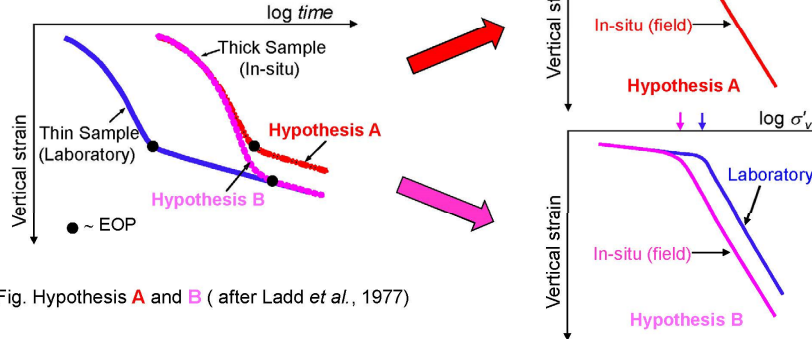 log time
Thick Sample
(In-situ)
Thin Sample
(Laboratory)
Hypothesis A
Hypothesis B
Vertical strain
~ EOP
Fig. Hypothesis A and B ( after Ladd et al., 1977)
In-situ (field)
Hypothesis A
log σ'v
Laboratory
In-situ (field)
Vertical strain
Hypothesis B